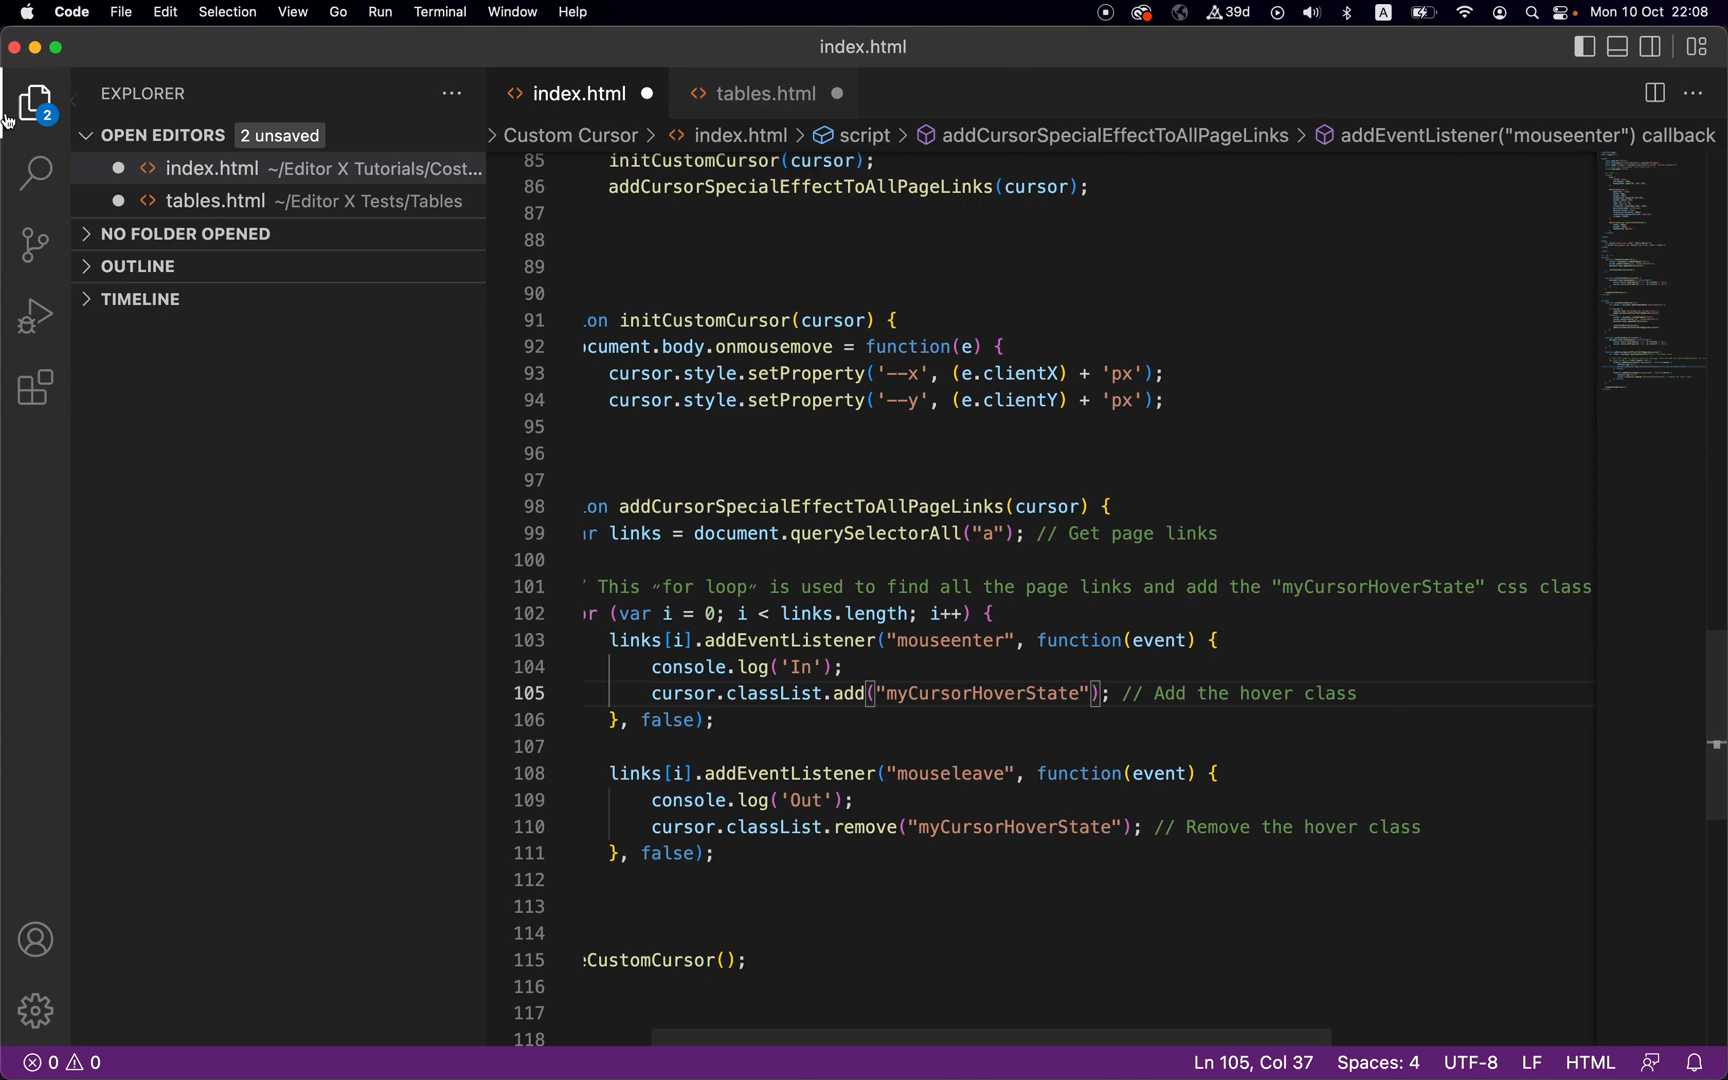 Code File Edit Selection View Go Run Terminal Window Help 39d A Mon 10 Oct 22:08
index.html
EXPLORER
2
OPEN EDITORS 2 unsaved
index.html ~/Editor X Tutorials/Cost...
tables.html ~/Editor X Tests/Tables
NO FOLDER OPENED
OUTLINE
TIMELINE
index.html tables.html
Custom Cursor > index.html > script > addCursorSpecialEffectToAllPageLinks > addEventListener("mouseenter") callback
85 initCustomCursor(cursor);
86 addCursorSpecialEffectToAllPageLinks(cursor);
87
88
89
90
91 on initCustomCursor(cursor) {
92 cument.body.onmousemove = function(e) {
93 cursor.style.setProperty('--x', (e.clientX) + 'px');
94 cursor.style.setProperty('--y', (e.clientY) + 'px');
95
96
97
98 on addCursorSpecialEffectToAllPageLinks(cursor) {
99 r links = document.querySelectorAll("a"); // Get page links
100
101 / This "for loop" is used to find all the page links and add the "myCursorHoverState" css class
102 r (var i = 0; i < links.length; i++) {
103 links[i].addEventListener("mouseenter", function(event) {
104 console.log('In');
105 cursor.classList.add("myCursorHoverState"); // Add the hover class
106 }, false);
107
108 links[i].addEventListener("mouseleave", function(event) {
109 console.log('Out');
110 cursor.classList.remove("myCursorHoverState"); // Remove the hover class
111 }, false);
112
113
114
115 eCustomCursor();
116
117
118
0 0 Ln 105, Col 37 Spaces: 4 UTF-8 LF HTML